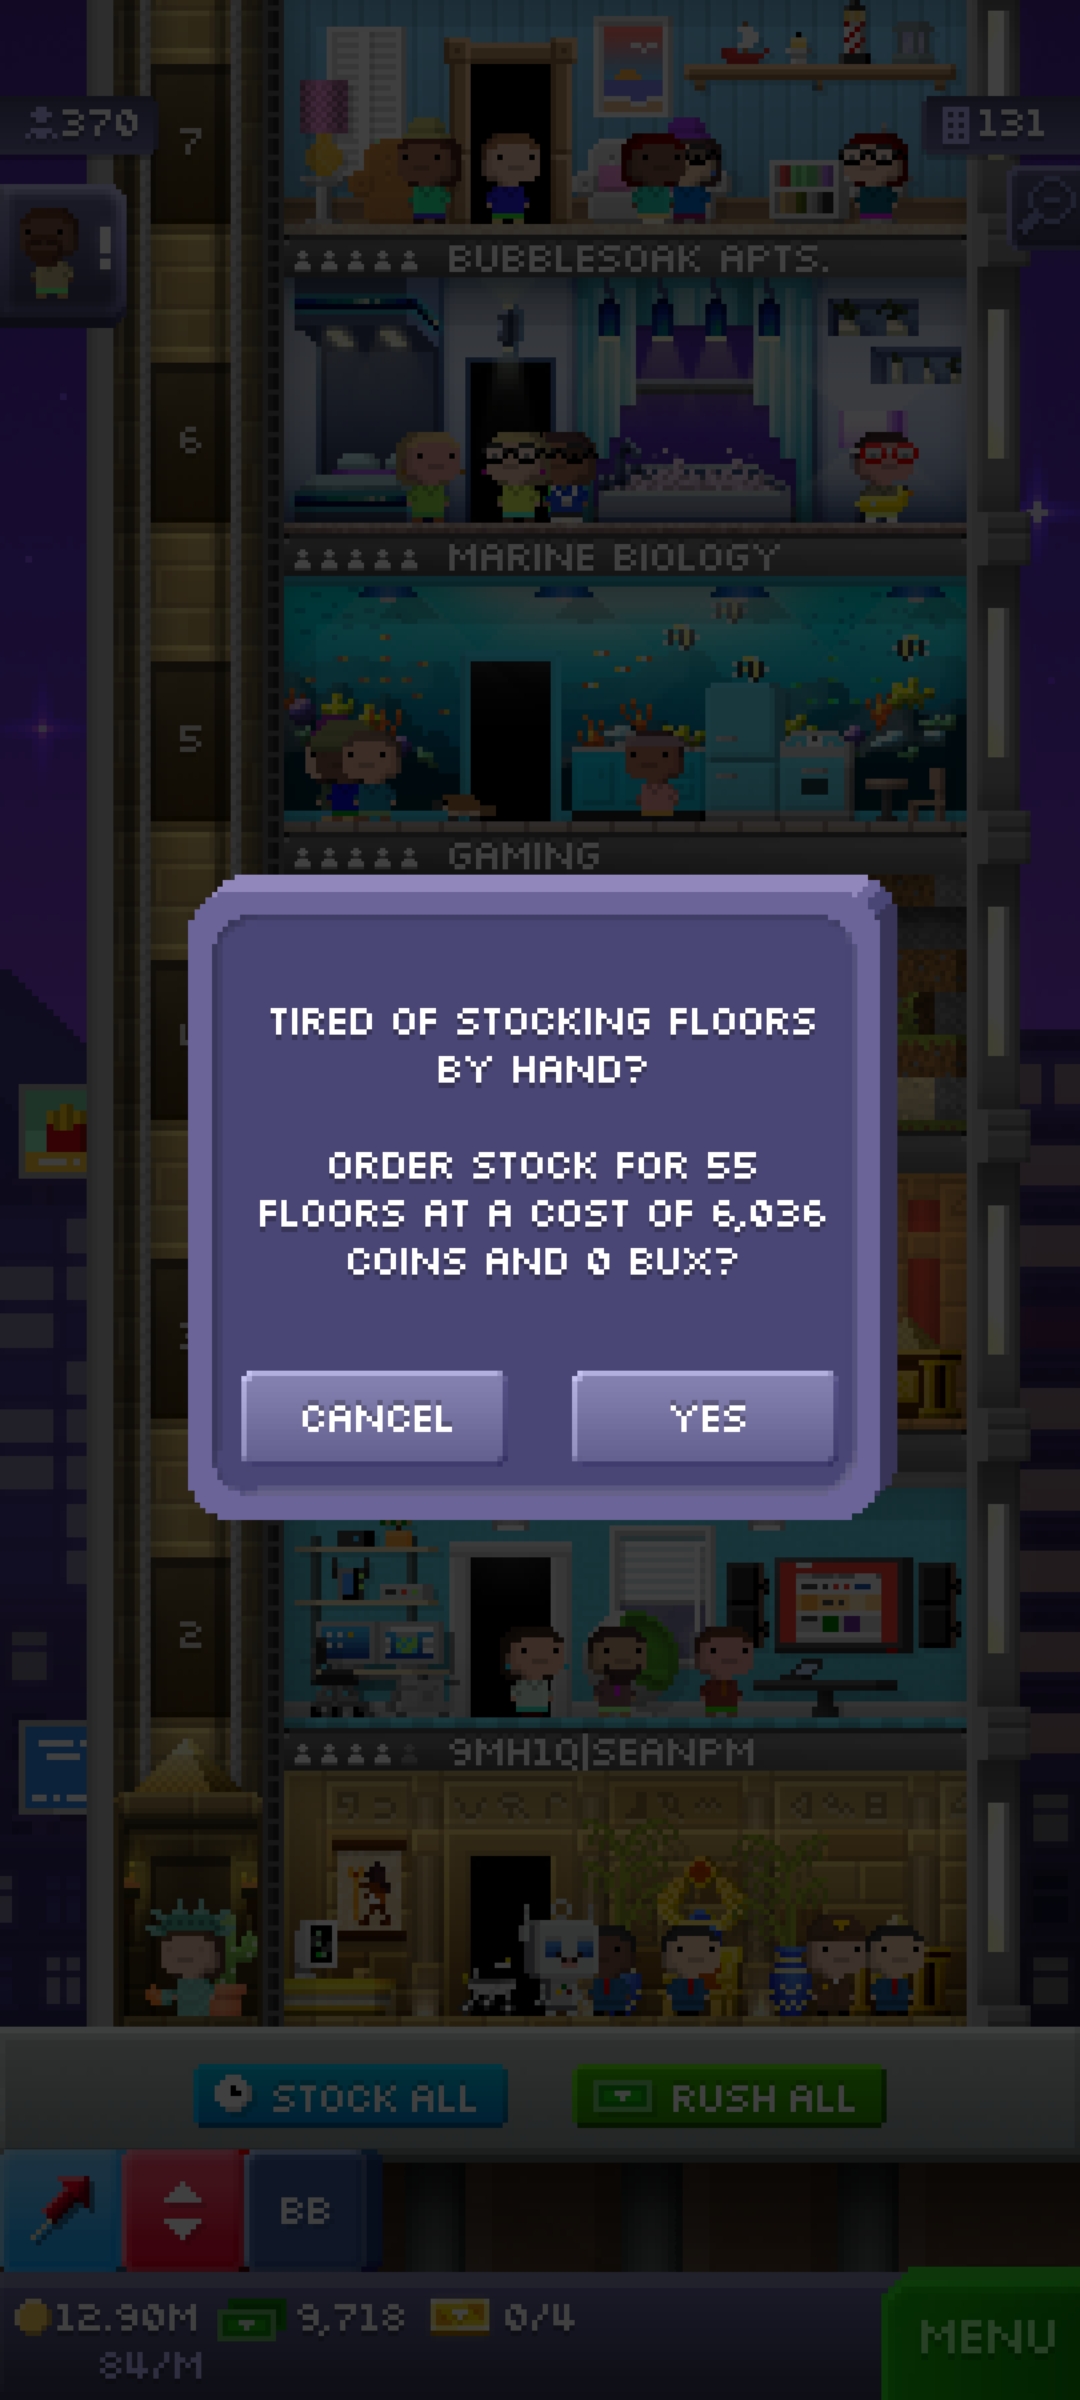 370
131
7
!
BUBBLESOAK APTS.
6
MARINE BIOLOGY
5
GAMING
TIRED OF STOCKING FLOORS
BY HAND?
ORDER STOCK FOR 55
FLOORS AT A COST OF 6,036
COINS AND 0 BUX?
CANCEL
YES
2
9MH1Q|SEANPM
STOCK ALL
RUSH ALL
BB
12.90M
9,718
0/4
84/M
MENU